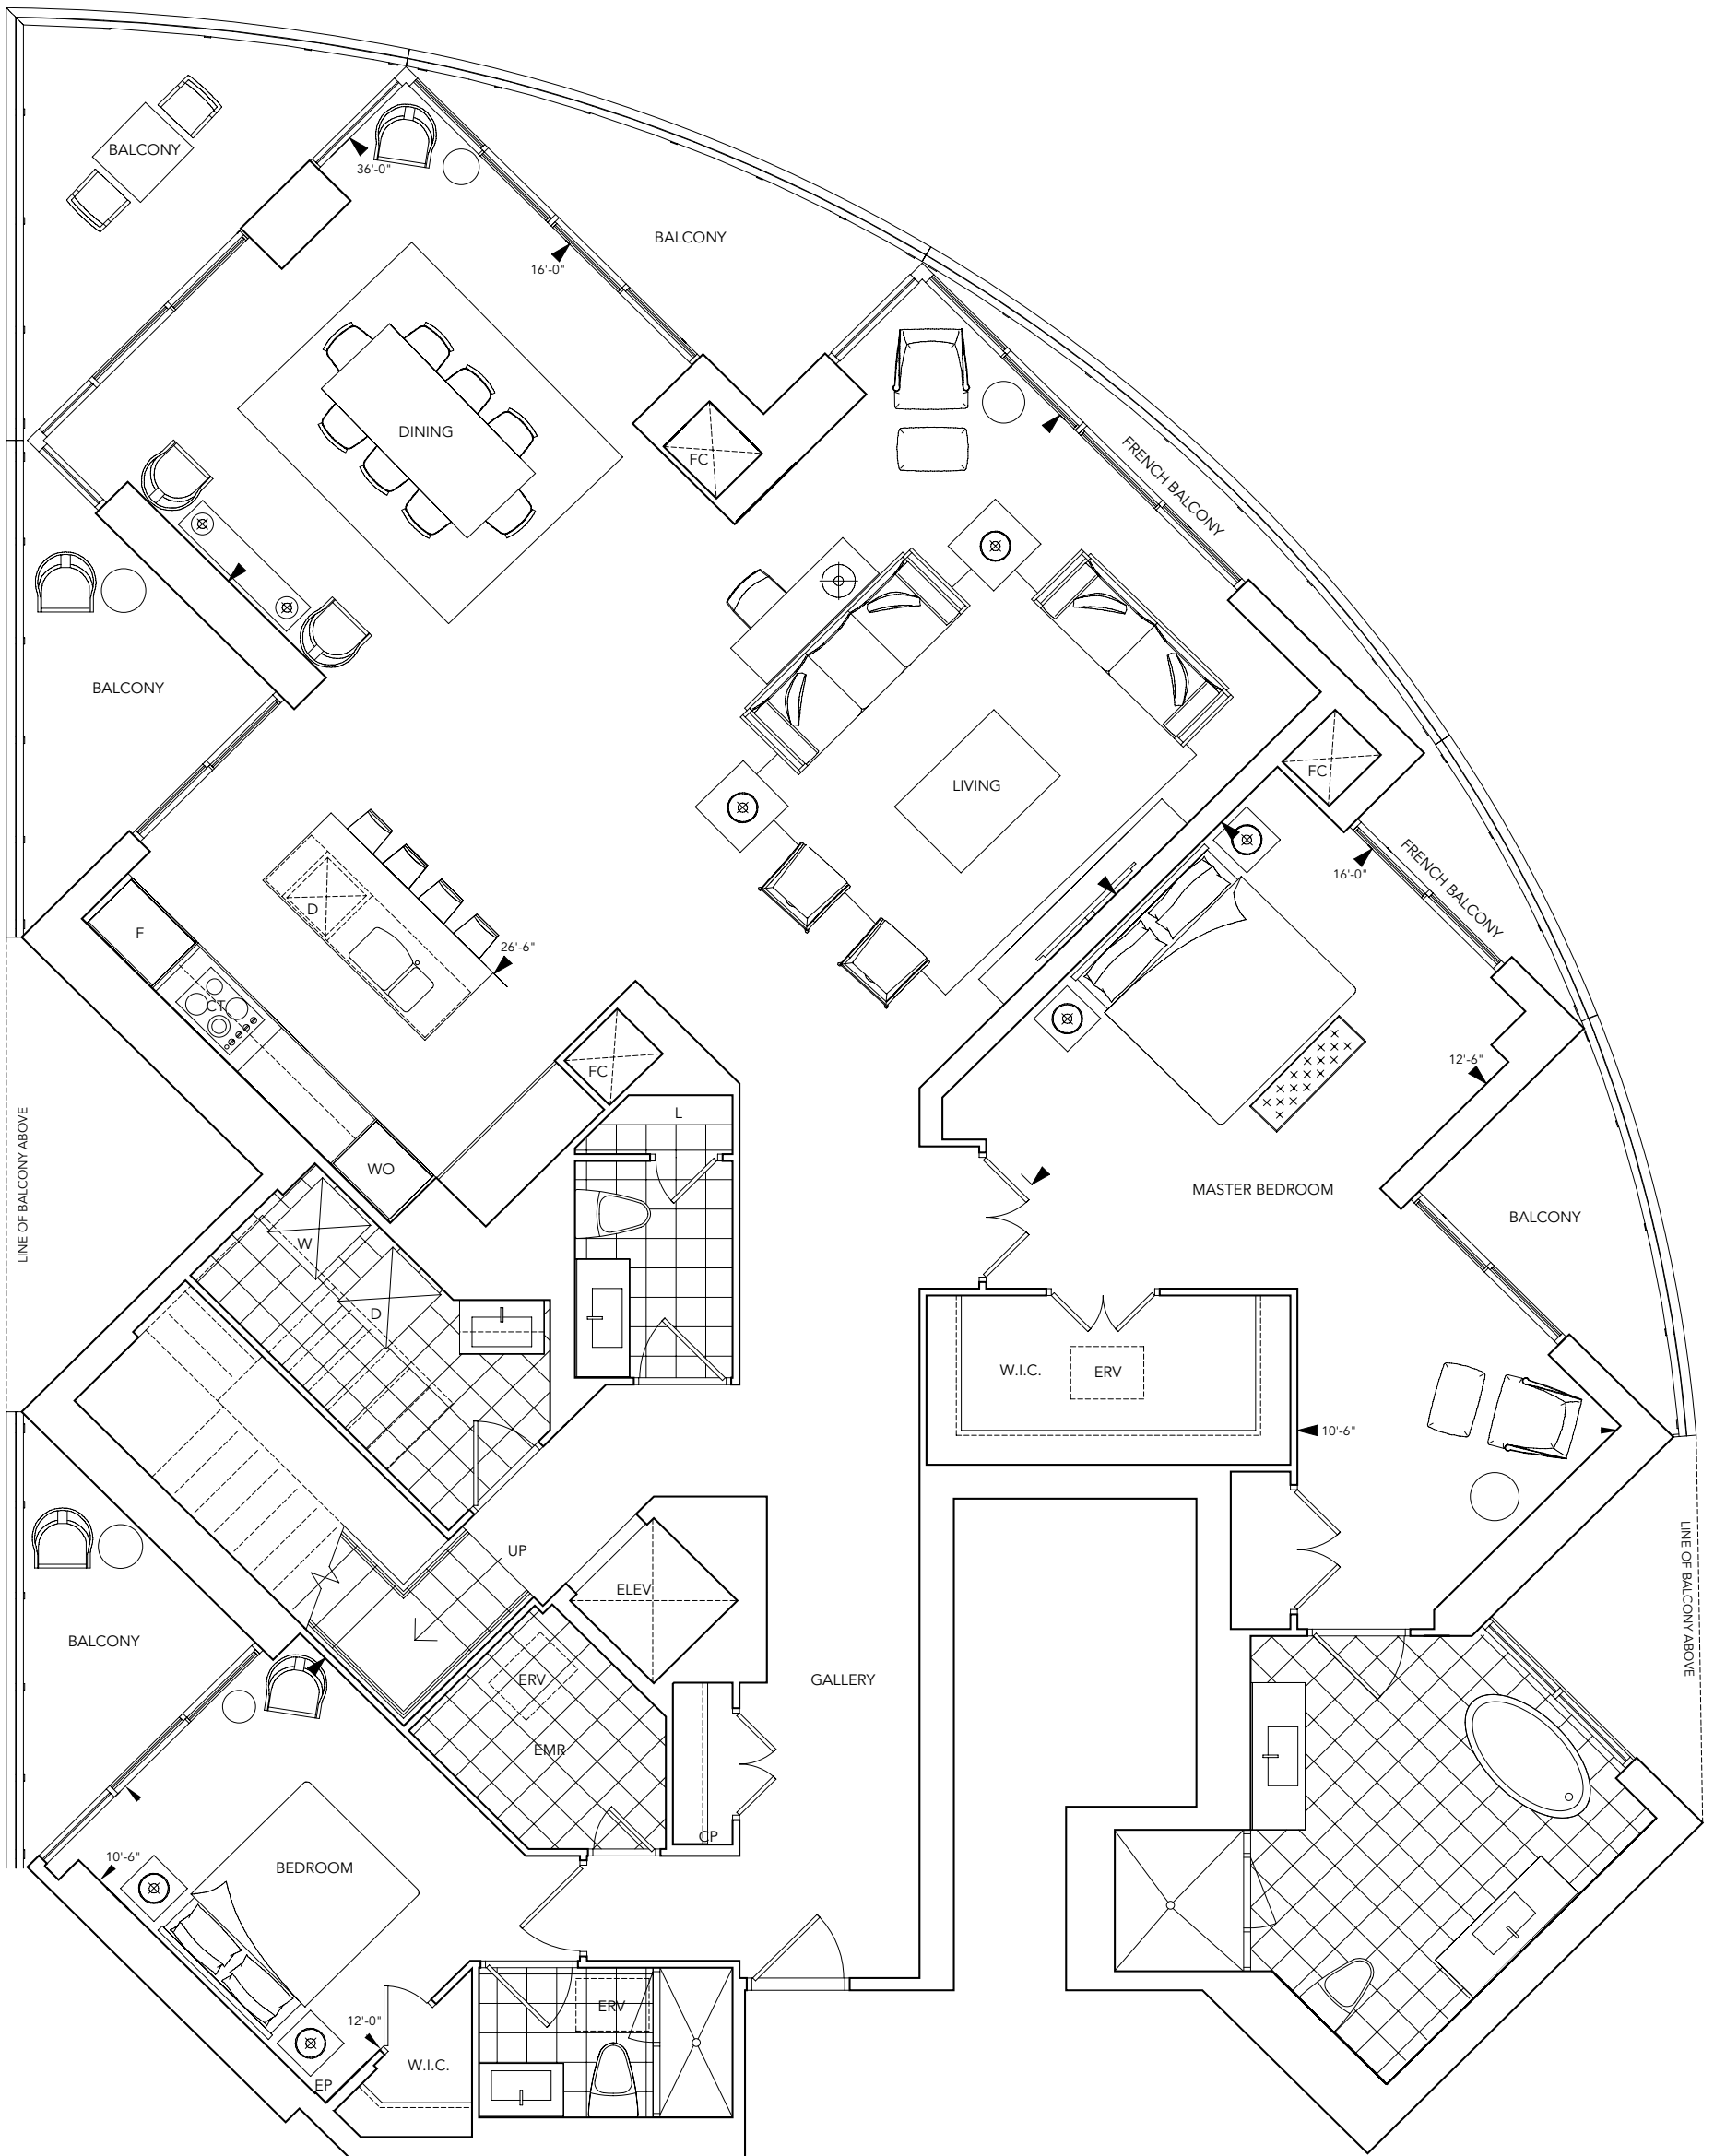 BALCONY
36'-0"
BALCONY
16'-0"
DINING
FC
FRENCH BALCONY
BALCONY
LIVING
FC
FRENCH BALCONY
16'-0"
D
F
26'-6"
CT
FC
12'-6"
L
LINE OF BALCONY ABOVE
WO
MASTER BEDROOM
BALCONY
W
D
W.I.C.
ERV
10'-6"
UP
ELEV
LINE OF BALCONY ABOVE
BALCONY
ERV
GALLERY
EMR
CP
10'-6"
BEDROOM
ERV
12'-0"
W.I.C.
EP